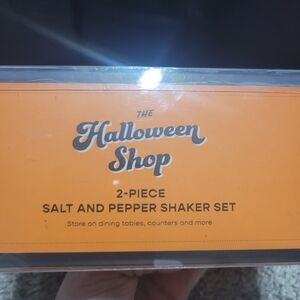 THE
Halloween
Shop
2-PIECE
SALT AND PEPPER SHAKER SET
Store on dining tables, counters and more